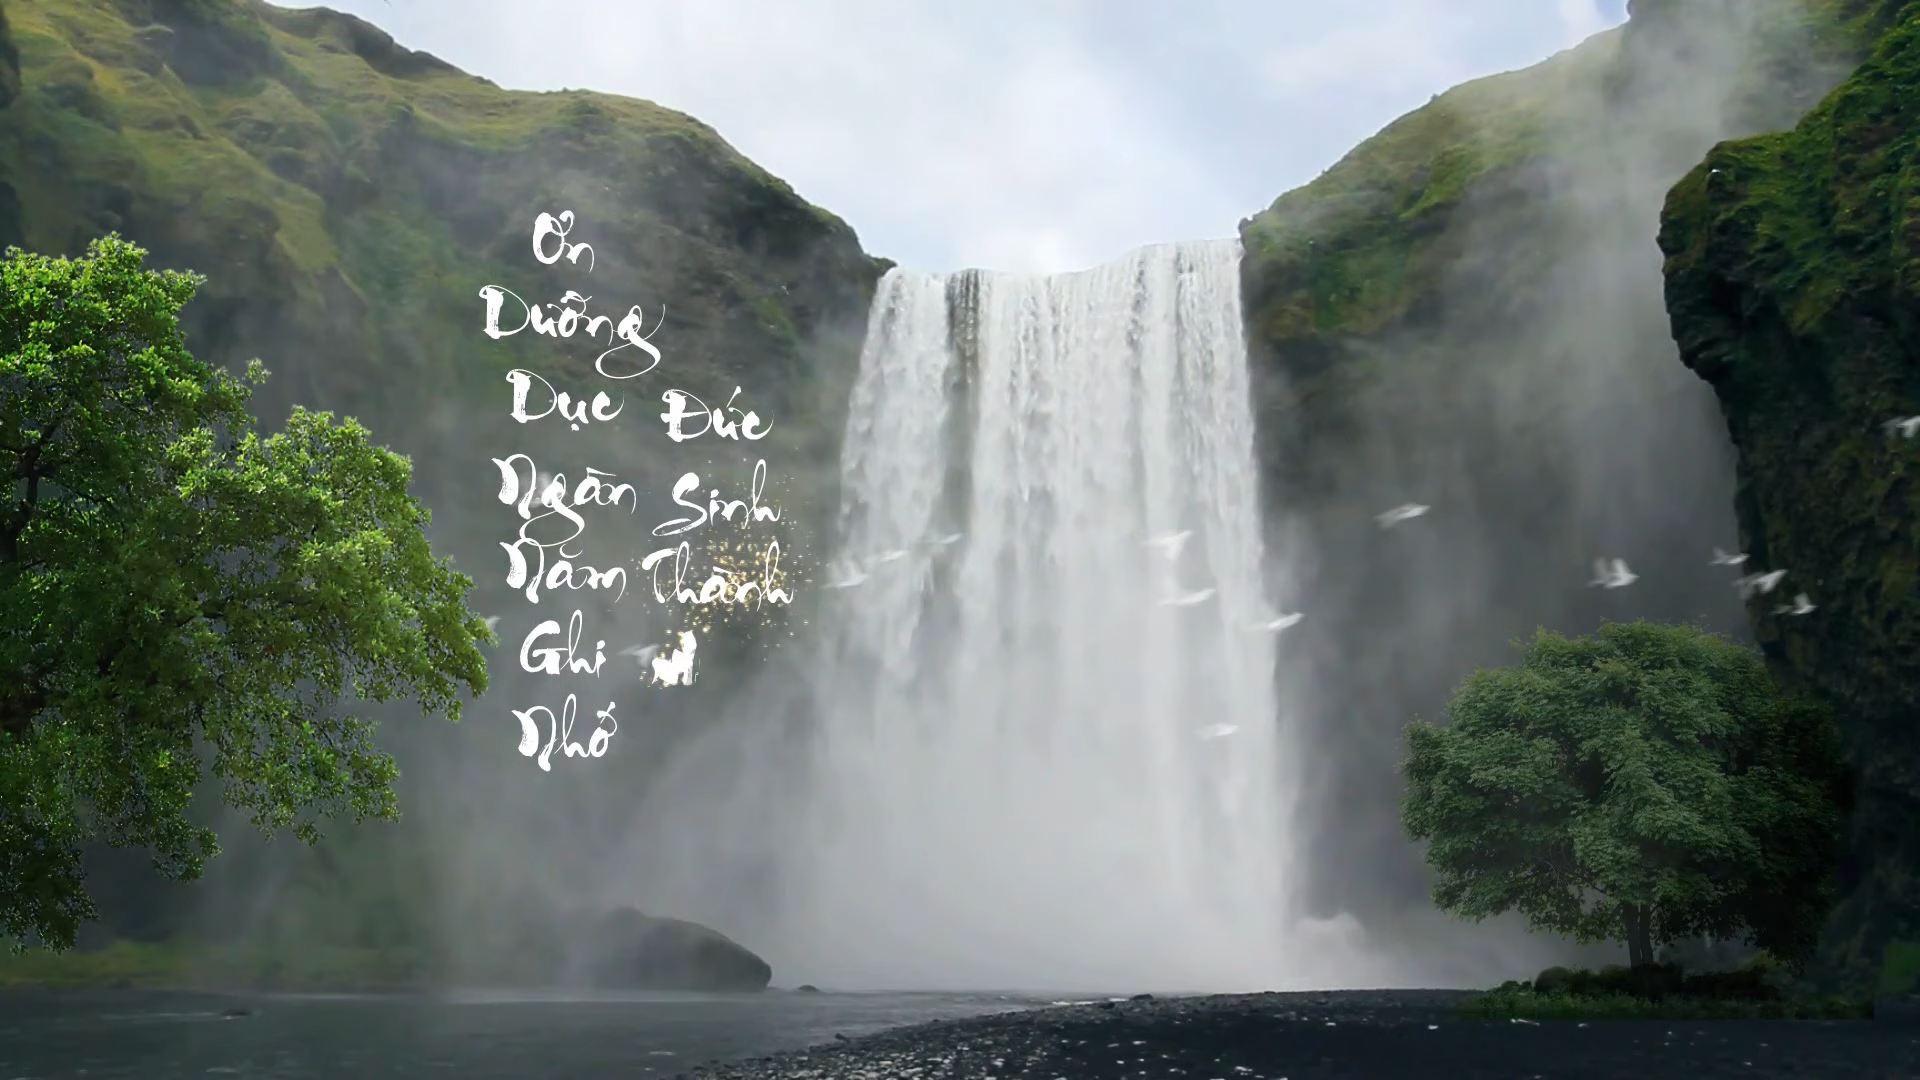 Ơn
Dưỡng
Dục
Ngàn
Năm
Ghi
Nhớ
Đức
Sinh
Thành